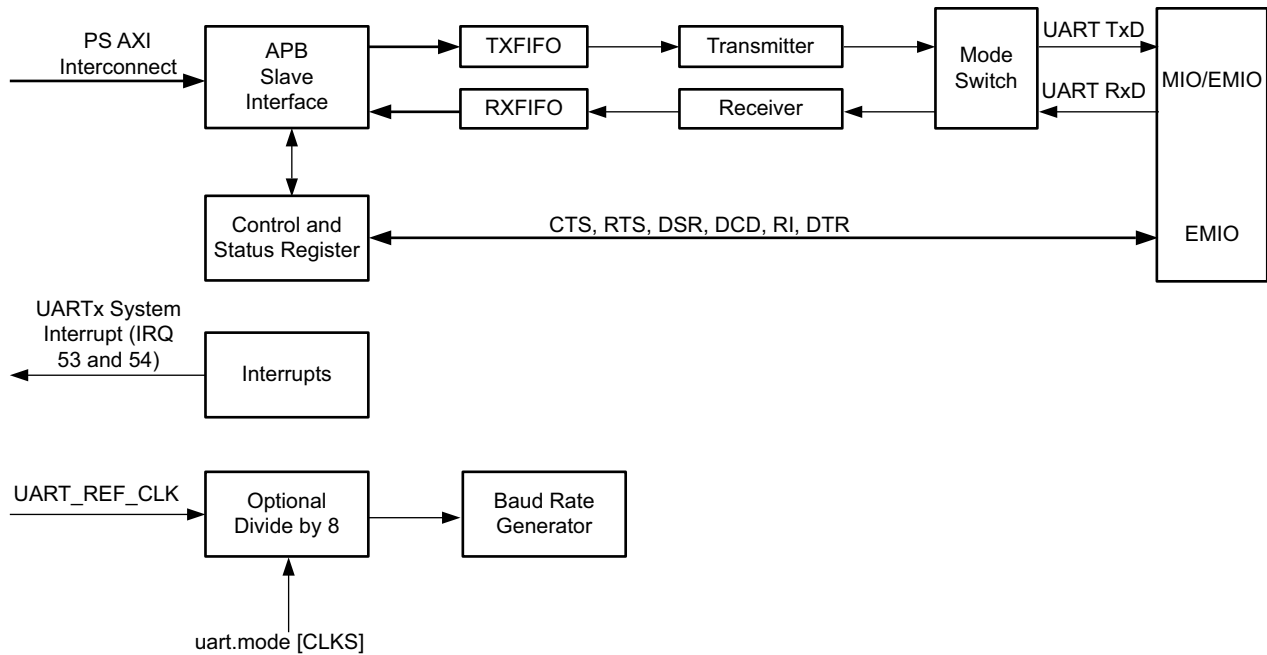 PS AXI
Interconnect
APB
Slave
Interface
TXFIFO
Transmitter
RXFIFO
Receiver
Mode
Switch
UART TxD
UART RxD
MIO/EMIO
Control and
Status Register
CTS, RTS, DSR, DCD, RI, DTR
EMIO
UARTx System
Interrupt (IRQ
53 and 54)
Interrupts
UART_REF_CLK
Optional
Divide by 8
Baud Rate
Generator
uart.mode [CLKS]